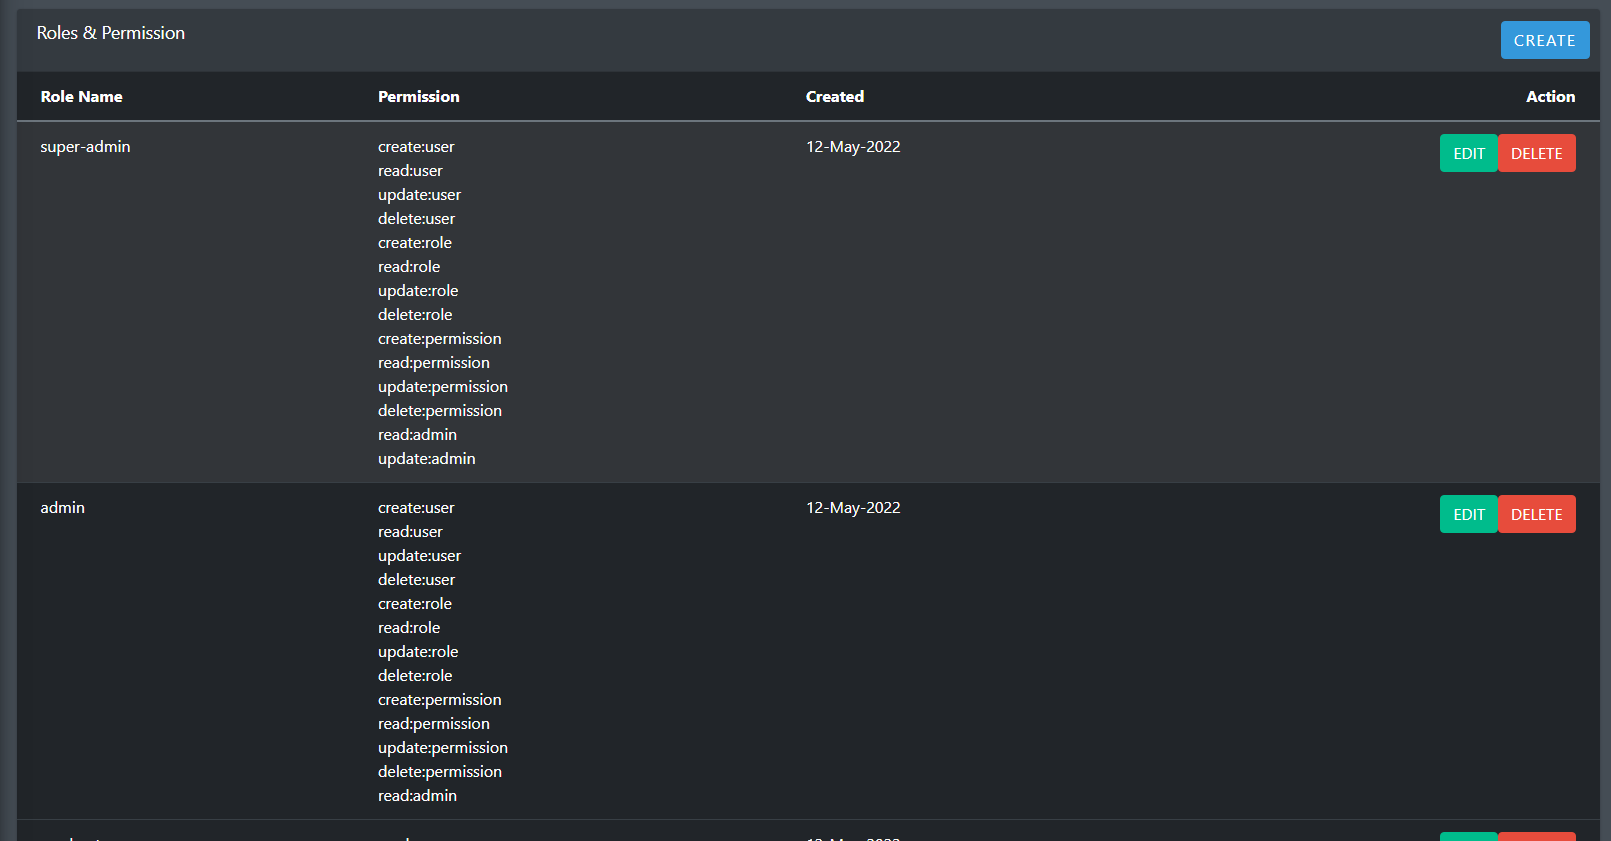 Roles & Permission
CREATE
Role Name Permission Created Action
super-admin create:user 12-May-2022 EDIT DELETE
read:user
update:user
delete:user
create:role
read:role
update:role
delete:role
create:permission
read:permission
update:permission
delete:permission
read:admin
update:admin
admin create:user 12-May-2022 EDIT DELETE
read:user
update:user
delete:user
create:role
read:role
update:role
delete:role
create:permission
read:permission
update:permission
delete:permission
read:admin